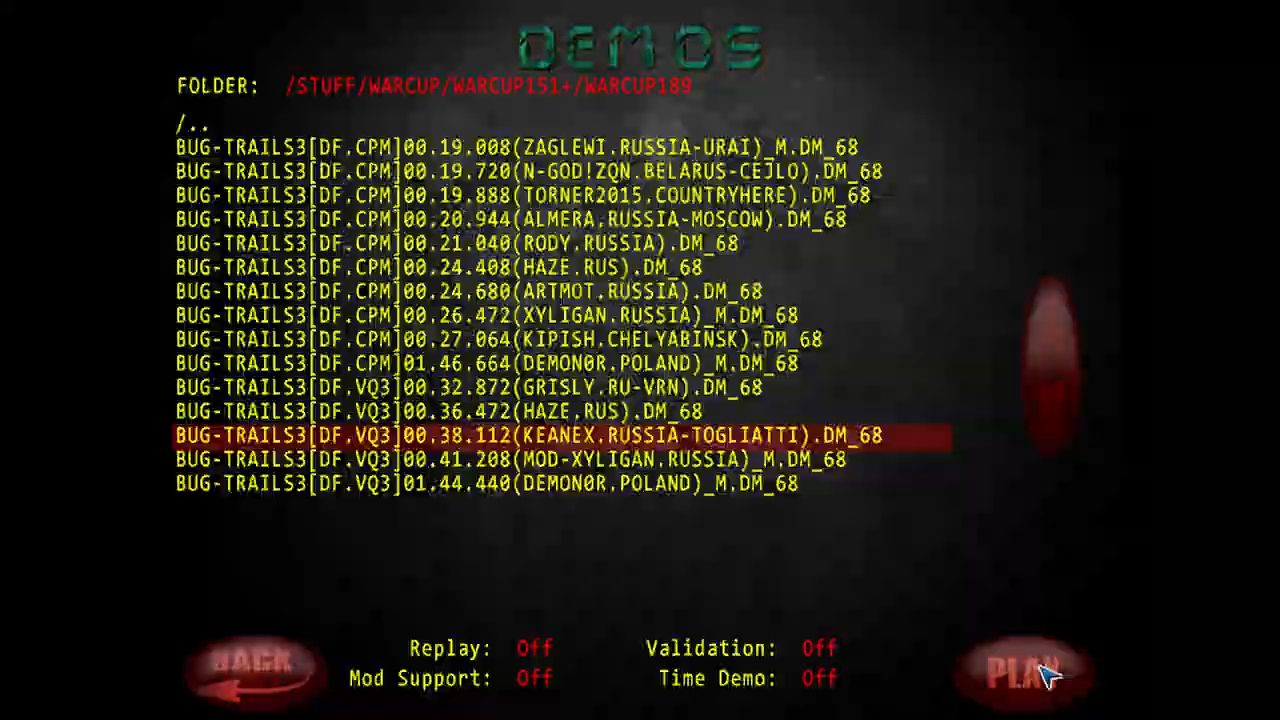 DEMOS
FOLDER: /STUFF/WARCUP/WARCUP151+/WARCUP189
/..
BUG-TRAILS3[DF.CPM]00.19.008(ZAGLEWI.RUSSIA-URAI)_M.DM_68
BUG-TRAILS3[DF.CPM]00.19.720(N-GOD!ZQN.BELARUS-CEJLO).DM_68
BUG-TRAILS3[DF.CPM]00.19.888(TORNER2015.COUNTRYHERE).DM_68
BUG-TRAILS3[DF.CPM]00.20.944(ALMERA.RUSSIA-MOSCOW).DM_68
BUG-TRAILS3[DF.CPM]00.21.040(RODY.RUSSIA).DM_68
BUG-TRAILS3[DF.CPM]00.24.408(HAZE.RUS).DM_68
BUG-TRAILS3[DF.CPM]00.24.680(ARTMOT.RUSSIA).DM_68
BUG-TRAILS3[DF.CPM]00.26.472(XYLIGAN.RUSSIA)_M.DM_68
BUG-TRAILS3[DF.CPM]00.27.064(KIPISH.CHELYABINSK).DM_68
BUG-TRAILS3[DF.CPM]01.46.664(DEMON0R.POLAND)_M.DM_68
BUG-TRAILS3[DF.VQ3]00.32.872(GRISLY.RU-VRN).DM_68
BUG-TRAILS3[DF.VQ3]00.36.472(HAZE.RUS).DM_68
BUG-TRAILS3[DF.VQ3]00.38.112(KEANEX.RUSSIA-TOGLIATTI).DM_68
BUG-TRAILS3[DF.VQ3]00.41.208(MOD-XYLIGAN.RUSSIA)_M.DM_68
BUG-TRAILS3[DF.VQ3]01.44.440(DEMON0R.POLAND)_M.DM_68
Replay: Off Validation: Off
Mod Support: Off Time Demo: Off
BACK
PLAY